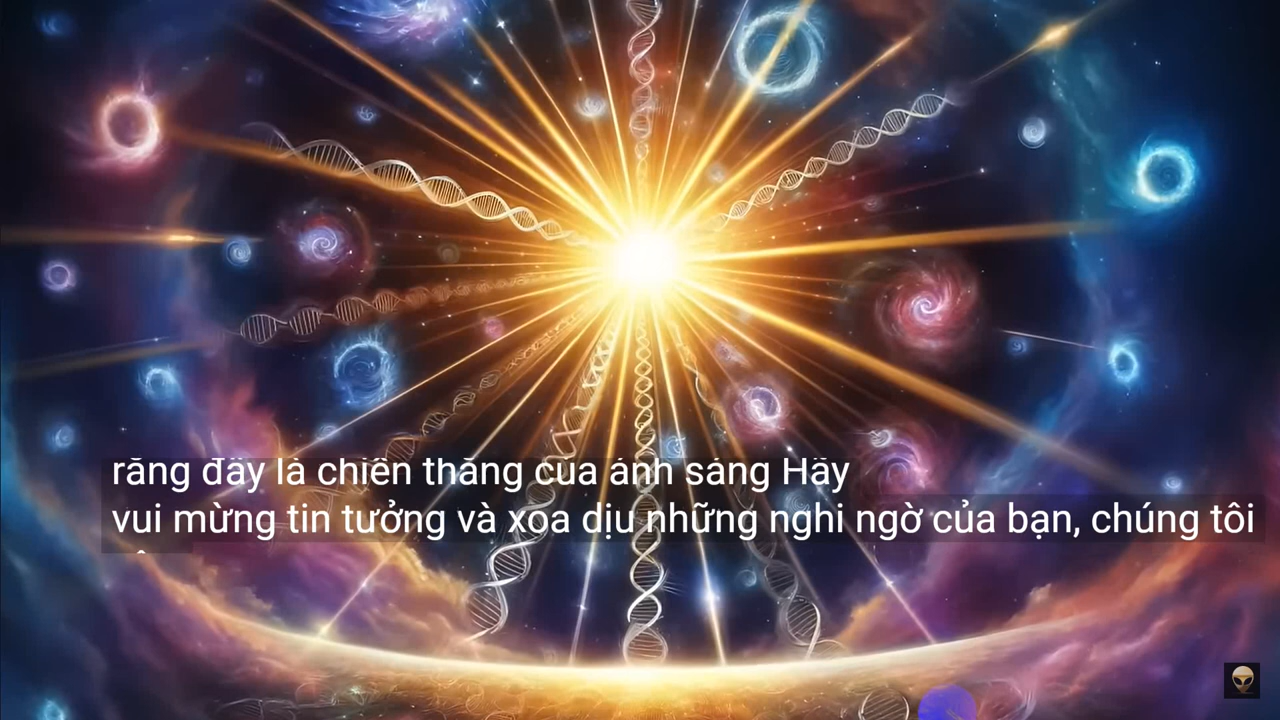 rằng đây là chiến thắng của ánh sáng Hãy
vui mừng tin tưởng và xoa dịu những nghi ngờ của bạn, chúng tôi